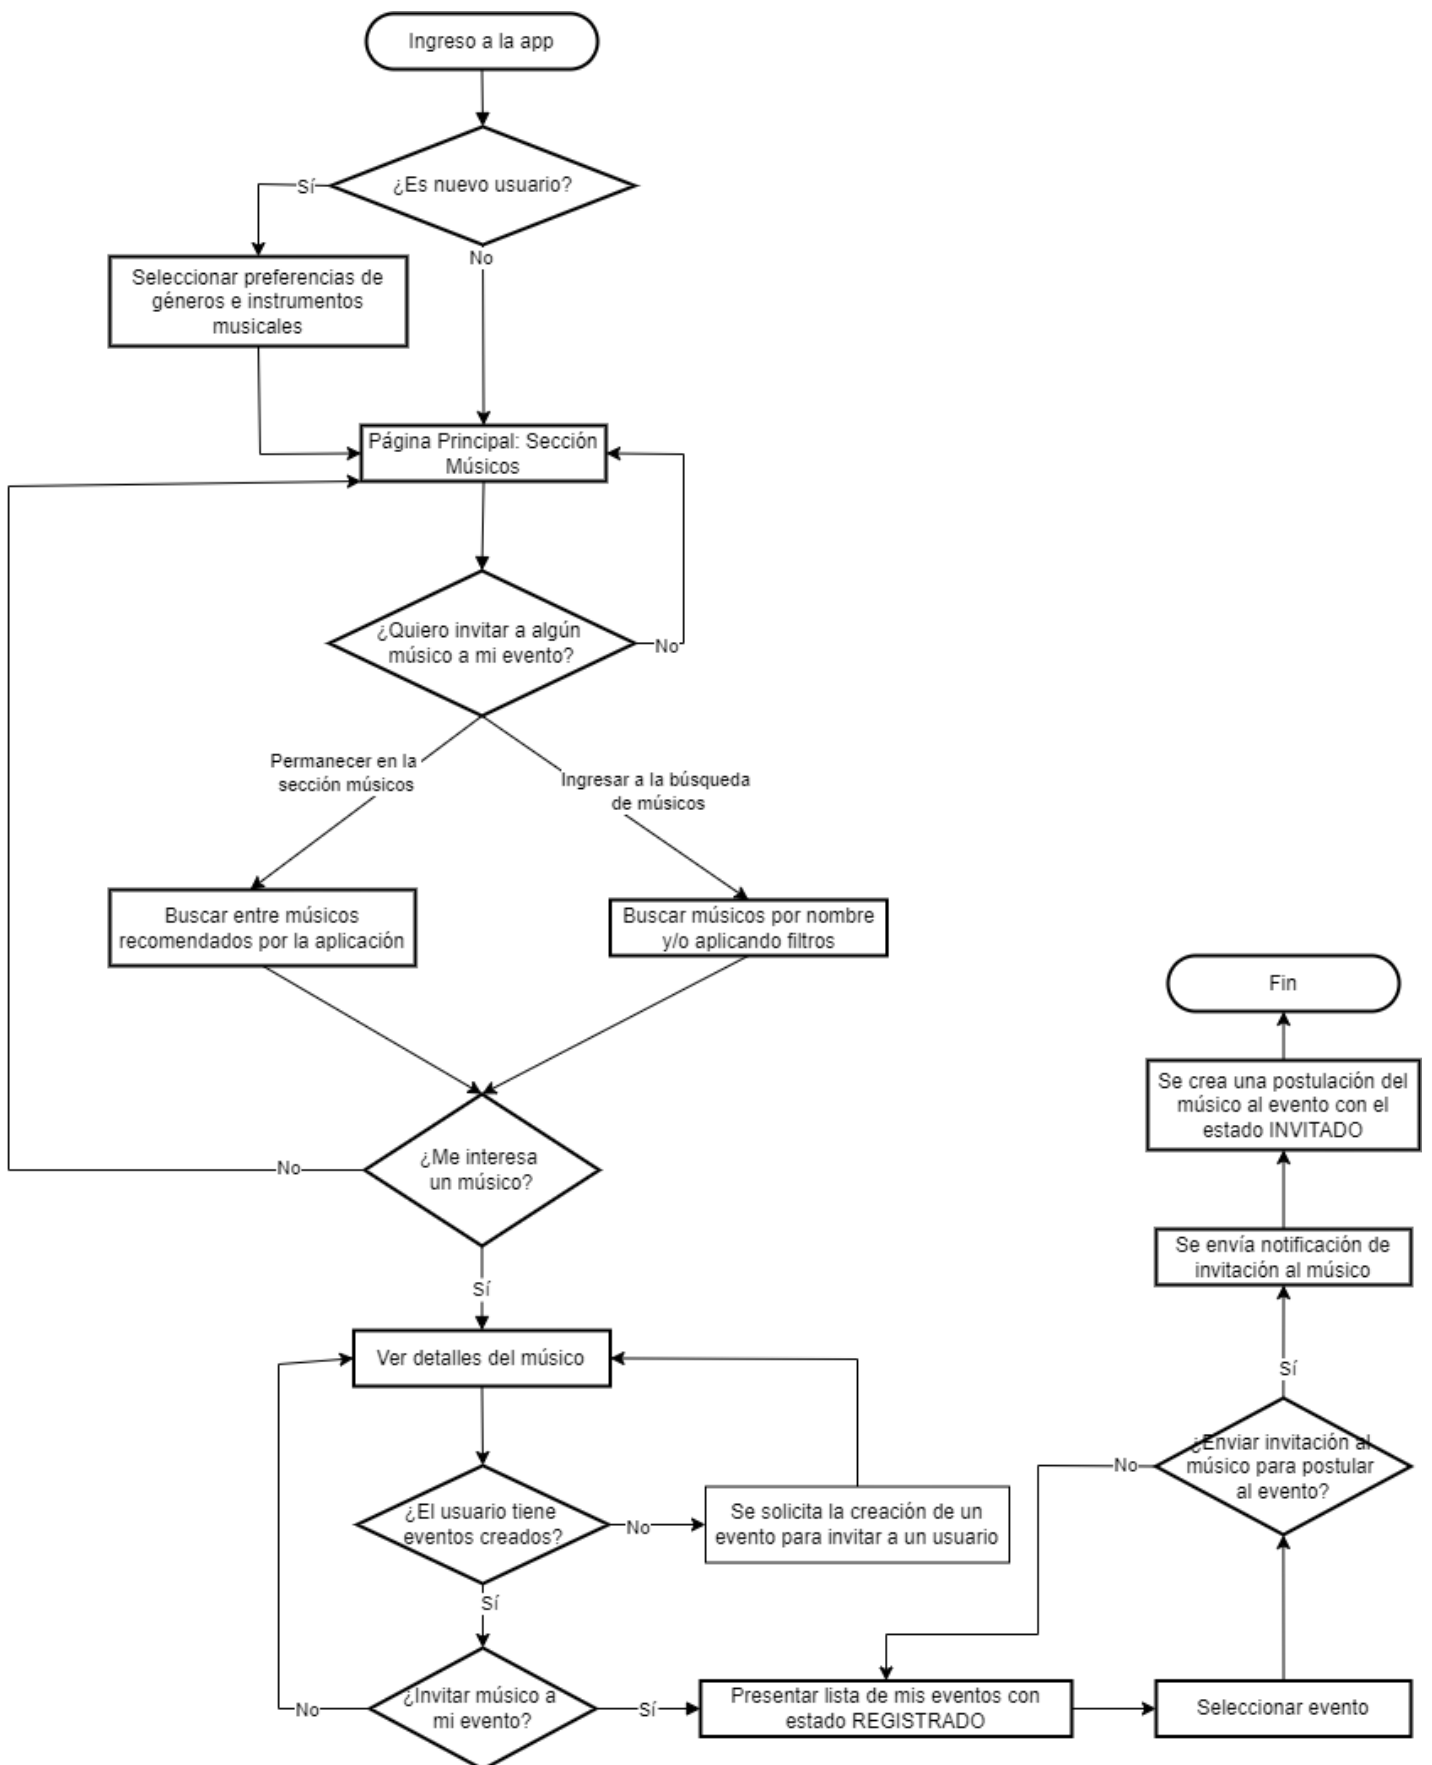 Ingreso a la app
¿Es nuevo usuario?
Sí
No
Seleccionar preferencias de
géneros e instrumentos
musicales
Página Principal: Sección
Músicos
¿Quiero invitar a algún
músico a mi evento?
No
Permanecer en la
sección músicos
Ingresar a la búsqueda
de músicos
Buscar entre músicos
recomendados por la aplicación
Buscar músicos por nombre
y/o aplicando filtros
¿Me interesa
un músico?
No
Sí
Ver detalles del músico
¿El usuario tiene
eventos creados?
No
Se solicita la creación de un
evento para invitar a un usuario
Sí
¿Invitar músico a
mi evento?
No
Sí
Presentar lista de mis eventos con
estado REGISTRADO
Seleccionar evento
¿Enviar invitación al
músico para postular
al evento?
No
Sí
Se envía notificación de
invitación al músico
Se crea una postulación del
músico al evento con el
estado INVITADO
Fin